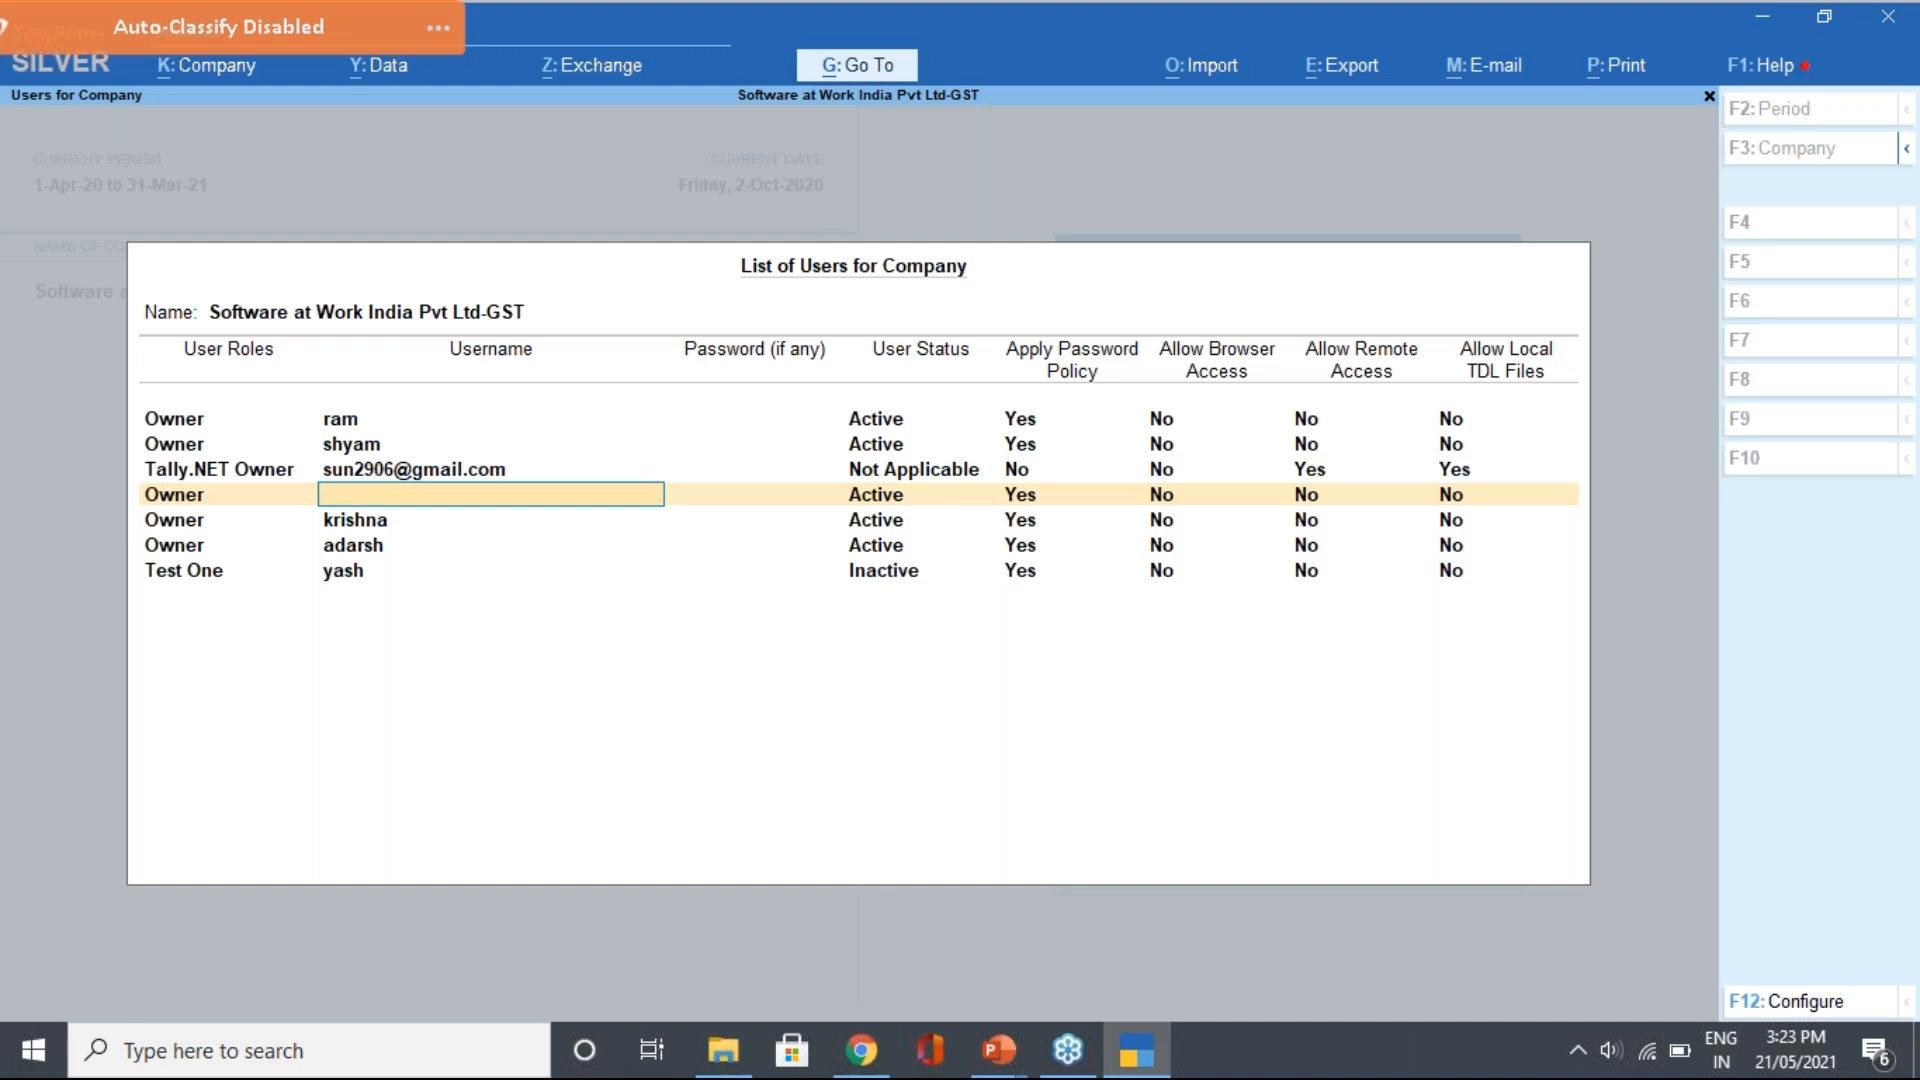 Auto-Classify Disabled ...
SILVER
K: Company Y: Data Z: Exchange G: Go To O: Import E: Export M: E-mail P: Print F1: Help
Users for Company Software at Work India Pvt Ltd-GST
F2: Period
F3: Company
F4
F5
F6
F7
F8
F9
F10
F12: Configure
CURRENT PERIOD CURRENT DATE
1-Apr-20 to 31-Mar-21 Friday, 2-Oct-2020
NAME OF CO
Software a
List of Users for Company
Name: Software at Work India Pvt Ltd-GST
User Roles Username Password (if any) User Status Apply Password Policy Allow Browser Access Allow Remote Access Allow Local TDL Files
Owner ram Active Yes No No No
Owner shyam Active Yes No No No
Tally.NET Owner sun2906@gmail.com Not Applicable No No Yes Yes
Owner Active Yes No No No
Owner krishna Active Yes No No No
Owner adarsh Active Yes No No No
Test One yash Inactive Yes No No No
Type here to search
ENG
IN
3:23 PM
21/05/2021
6